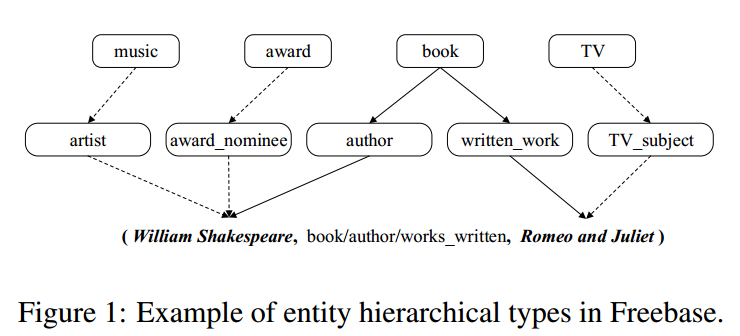 music award book TV
artist award_nominee author written_work TV_subject
( William Shakespeare, book/author/works_written, Romeo and Juliet )
Figure 1: Example of entity hierarchical types in Freebase.